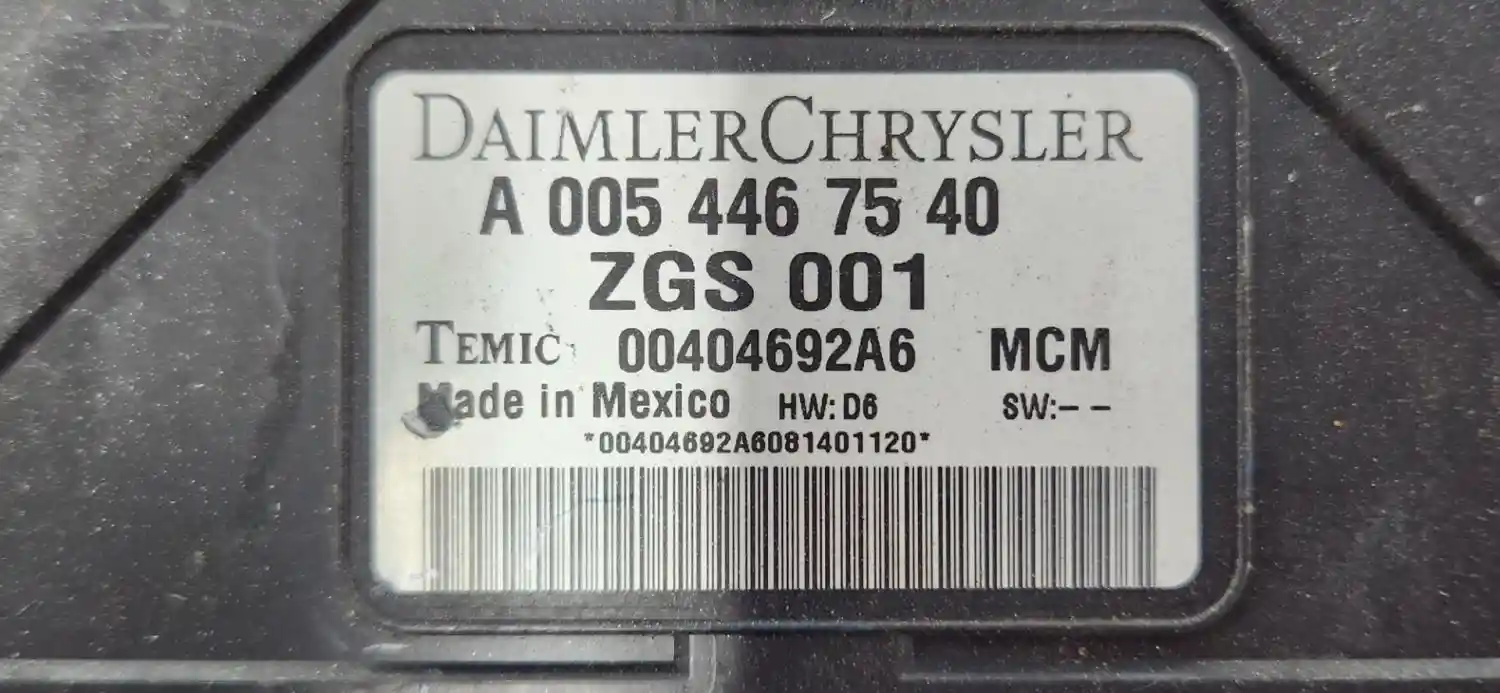 DAIMLERCHRYSLER
A 005 446 75 40
ZGS 001
TEMIC 00404692A6 MCM
Made in Mexico HW: D6 SW:– –
*00404692A6081401120*